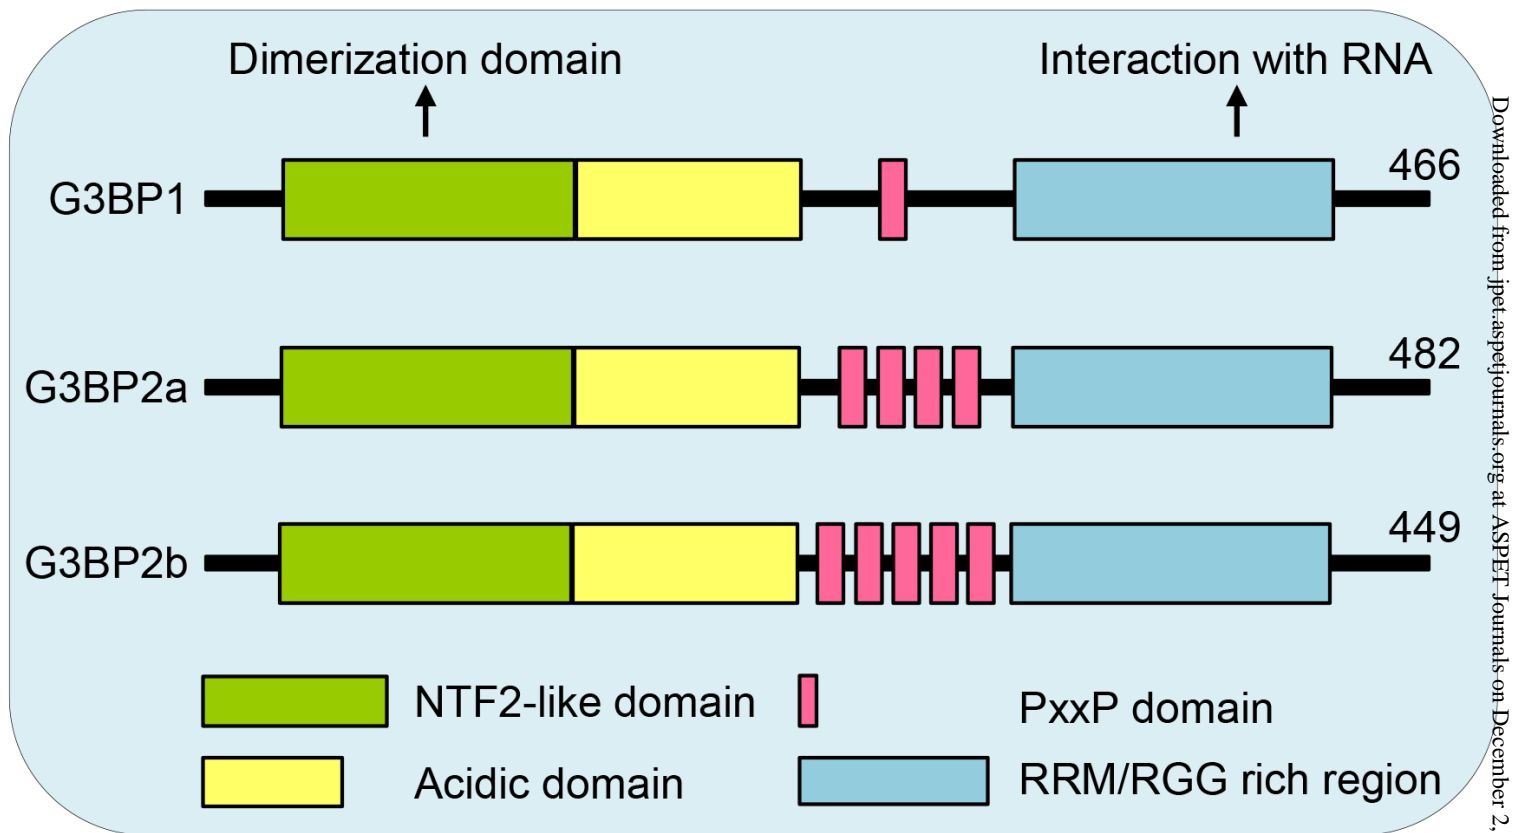 Dimerization domain
Interaction with RNA
G3BP1
466
G3BP2a
482
G3BP2b
449
NTF2-like domain
PxxP domain
Acidic domain
RRM/RGG rich region
Downloaded from jpet.aspetjournals.org at ASPET Journals on December 2,